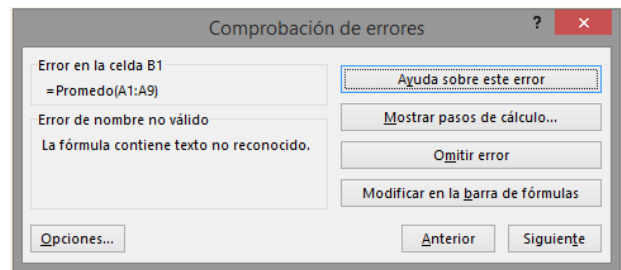 Comprobación de errores
?
×
Error en la celda B1
=Promedo(A1:A9)
Error de nombre no válido
La fórmula contiene texto no reconocido.
Ayuda sobre este error
Mostrar pasos de cálculo...
Omitir error
Modificar en la barra de fórmulas
Opciones...
Anterior
Siguiente